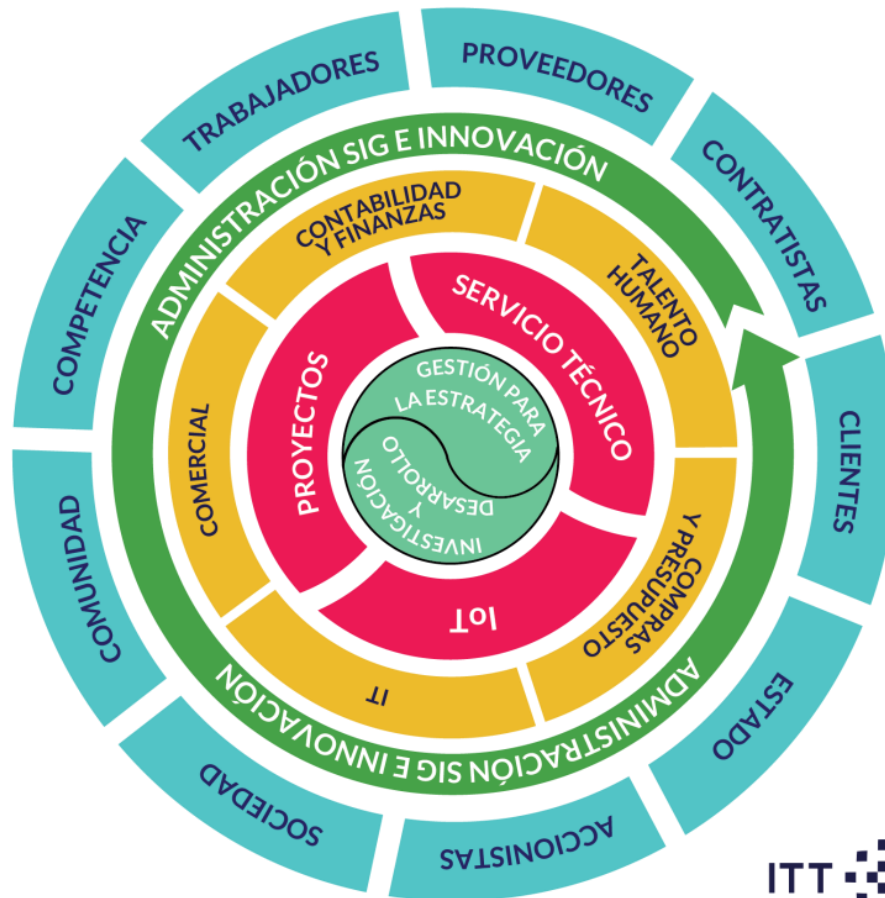 PROVEEDORES
CONTRATISTAS
CLIENTES
ESTADO
ACCIONISTAS
SOCIEDAD
COMUNIDAD
COMPETENCIA
TRABAJADORES
ADMINISTRACIÓN SIG E INNOVACIÓN
ADMINISTRACIÓN SIG E INNOVACIÓN
CONTABILIDAD
Y FINANZAS
TALENTO
HUMANO
COMPRAS
Y PRESUPUESTO
IT
COMERCIAL
SERVICIO TÉCNICO
IoT
PROYECTOS
GESTIÓN PARA
LA ESTRATEGIA
INVESTIGACIÓN
Y
DESARROLLO
ITT